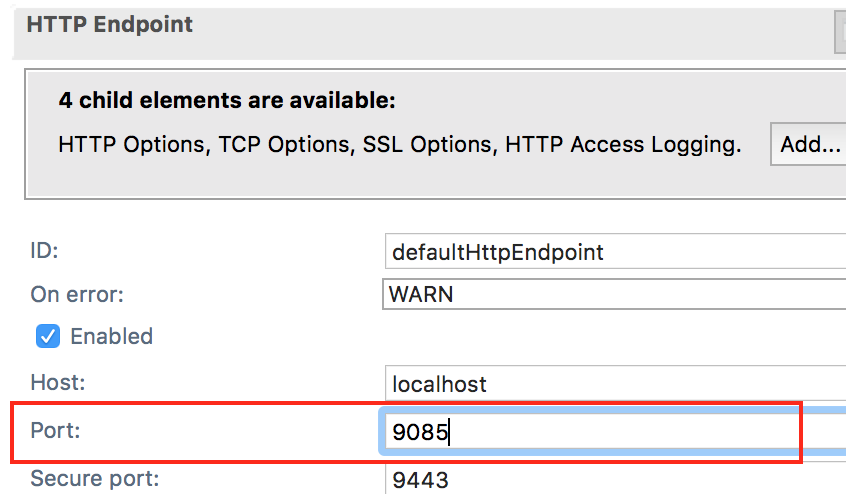 HTTP Endpoint
4 child elements are available:
HTTP Options, TCP Options, SSL Options, HTTP Access Logging.
Add...
ID:
defaultHttpEndpoint
On error:
WARN
Enabled
Host:
localhost
Port:
9085
Secure port:
9443